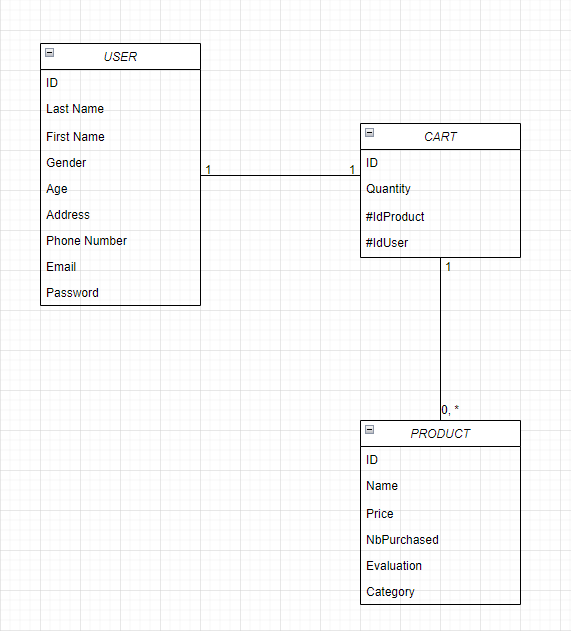 USER
ID
Last Name
First Name
Gender
Age
Address
Phone Number
Email
Password
1
1
CART
ID
Quantity
#IdProduct
#IdUser
1
0, *
PRODUCT
ID
Name
Price
NbPurchased
Evaluation
Category